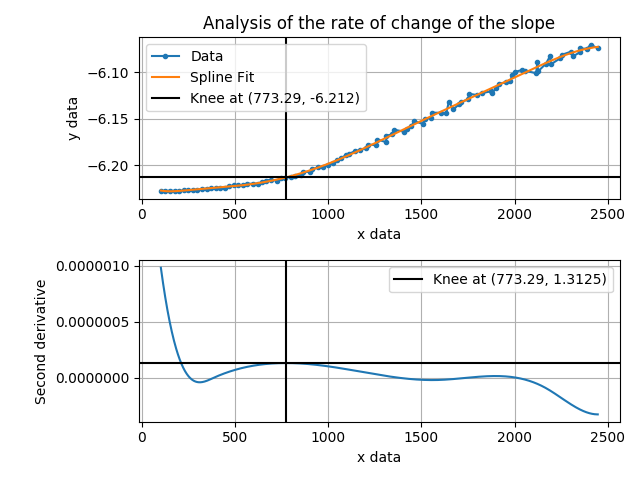 Analysis of the rate of change of the slope
y data
−6.10
−6.15
−6.20
Data
Spline Fit
Knee at (773.29, -6.212)
0
500
1000
1500
2000
2500
x data
Second derivative
0.0000010
0.0000005
0.0000000
Knee at (773.29, 1.3125)
0
500
1000
1500
2000
2500
x data